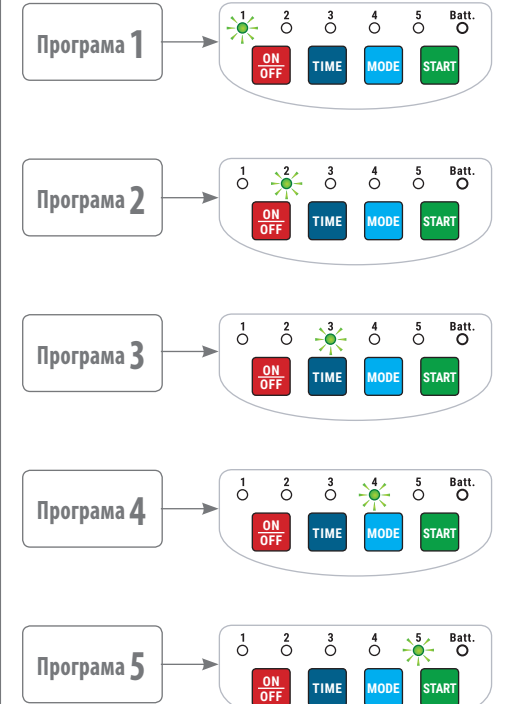 Програма 1
1 2 3 4 5 Batt.
ON
OFF TIME MODE START
Програма 2
1 2 3 4 5 Batt.
ON
OFF TIME MODE START
Програма 3
1 2 3 4 5 Batt.
ON
OFF TIME MODE START
Програма 4
1 2 3 4 5 Batt.
ON
OFF TIME MODE START
Програма 5
1 2 3 4 5 Batt.
ON
OFF TIME MODE START